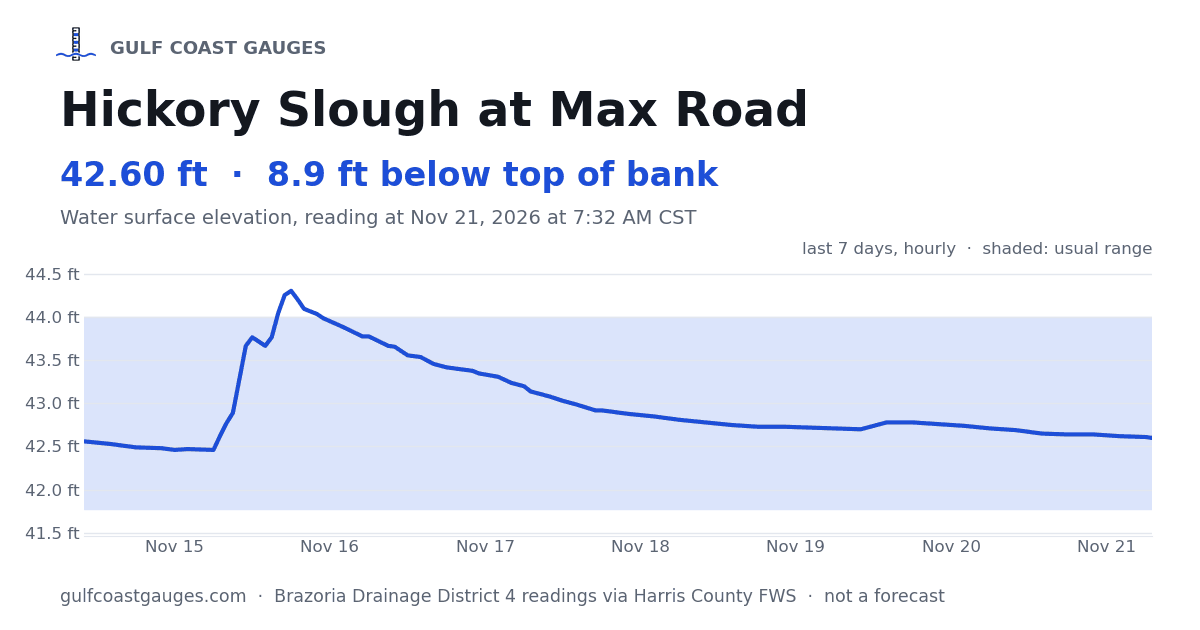 GULF COAST GAUGES
Hickory Slough at Max Road
42.60 ft · 8.9 ft below top of bank
Water surface elevation, reading at Nov 21, 2026 at 7:32 AM CST
last 7 days, hourly · shaded: usual range
44.5 ft
44.0 ft
43.5 ft
43.0 ft
42.5 ft
42.0 ft
41.5 ft
Nov 15 Nov 16 Nov 17 Nov 18 Nov 19 Nov 20 Nov 21
gulfcoastgauges.com · Brazoria Drainage District 4 readings via Harris County FWS · not a forecast